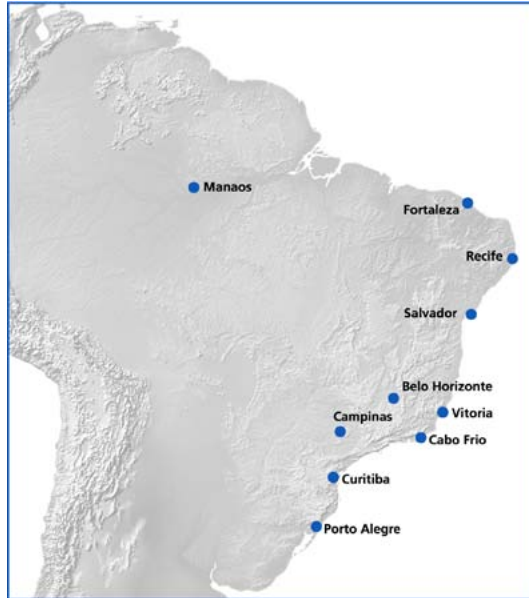 Manaos
Fortaleza
Recife
Salvador
Belo Horizonte
Vitoria
Campinas
Cabo Frio
Curitiba
Porto Alegre